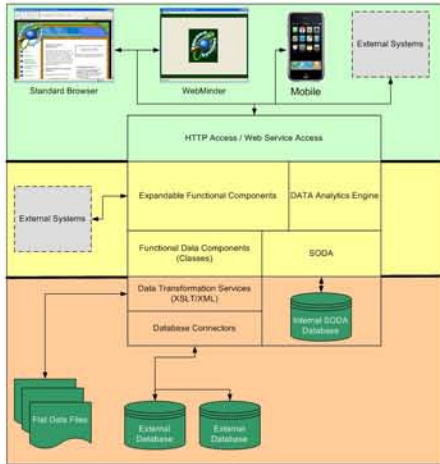 External Systems
Standard Browser
WebMinder
Mobile
HTTP Access / Web Service Access
Expandable Functional Components
DATA Analytics Engine
External Systems
Functional Data Components
(Classes)
SODA
Data Transformation Services
(XSLT/XML)
Internal SODA
Database
Database Connectors
Flat Data Files
External
Database
External
Database